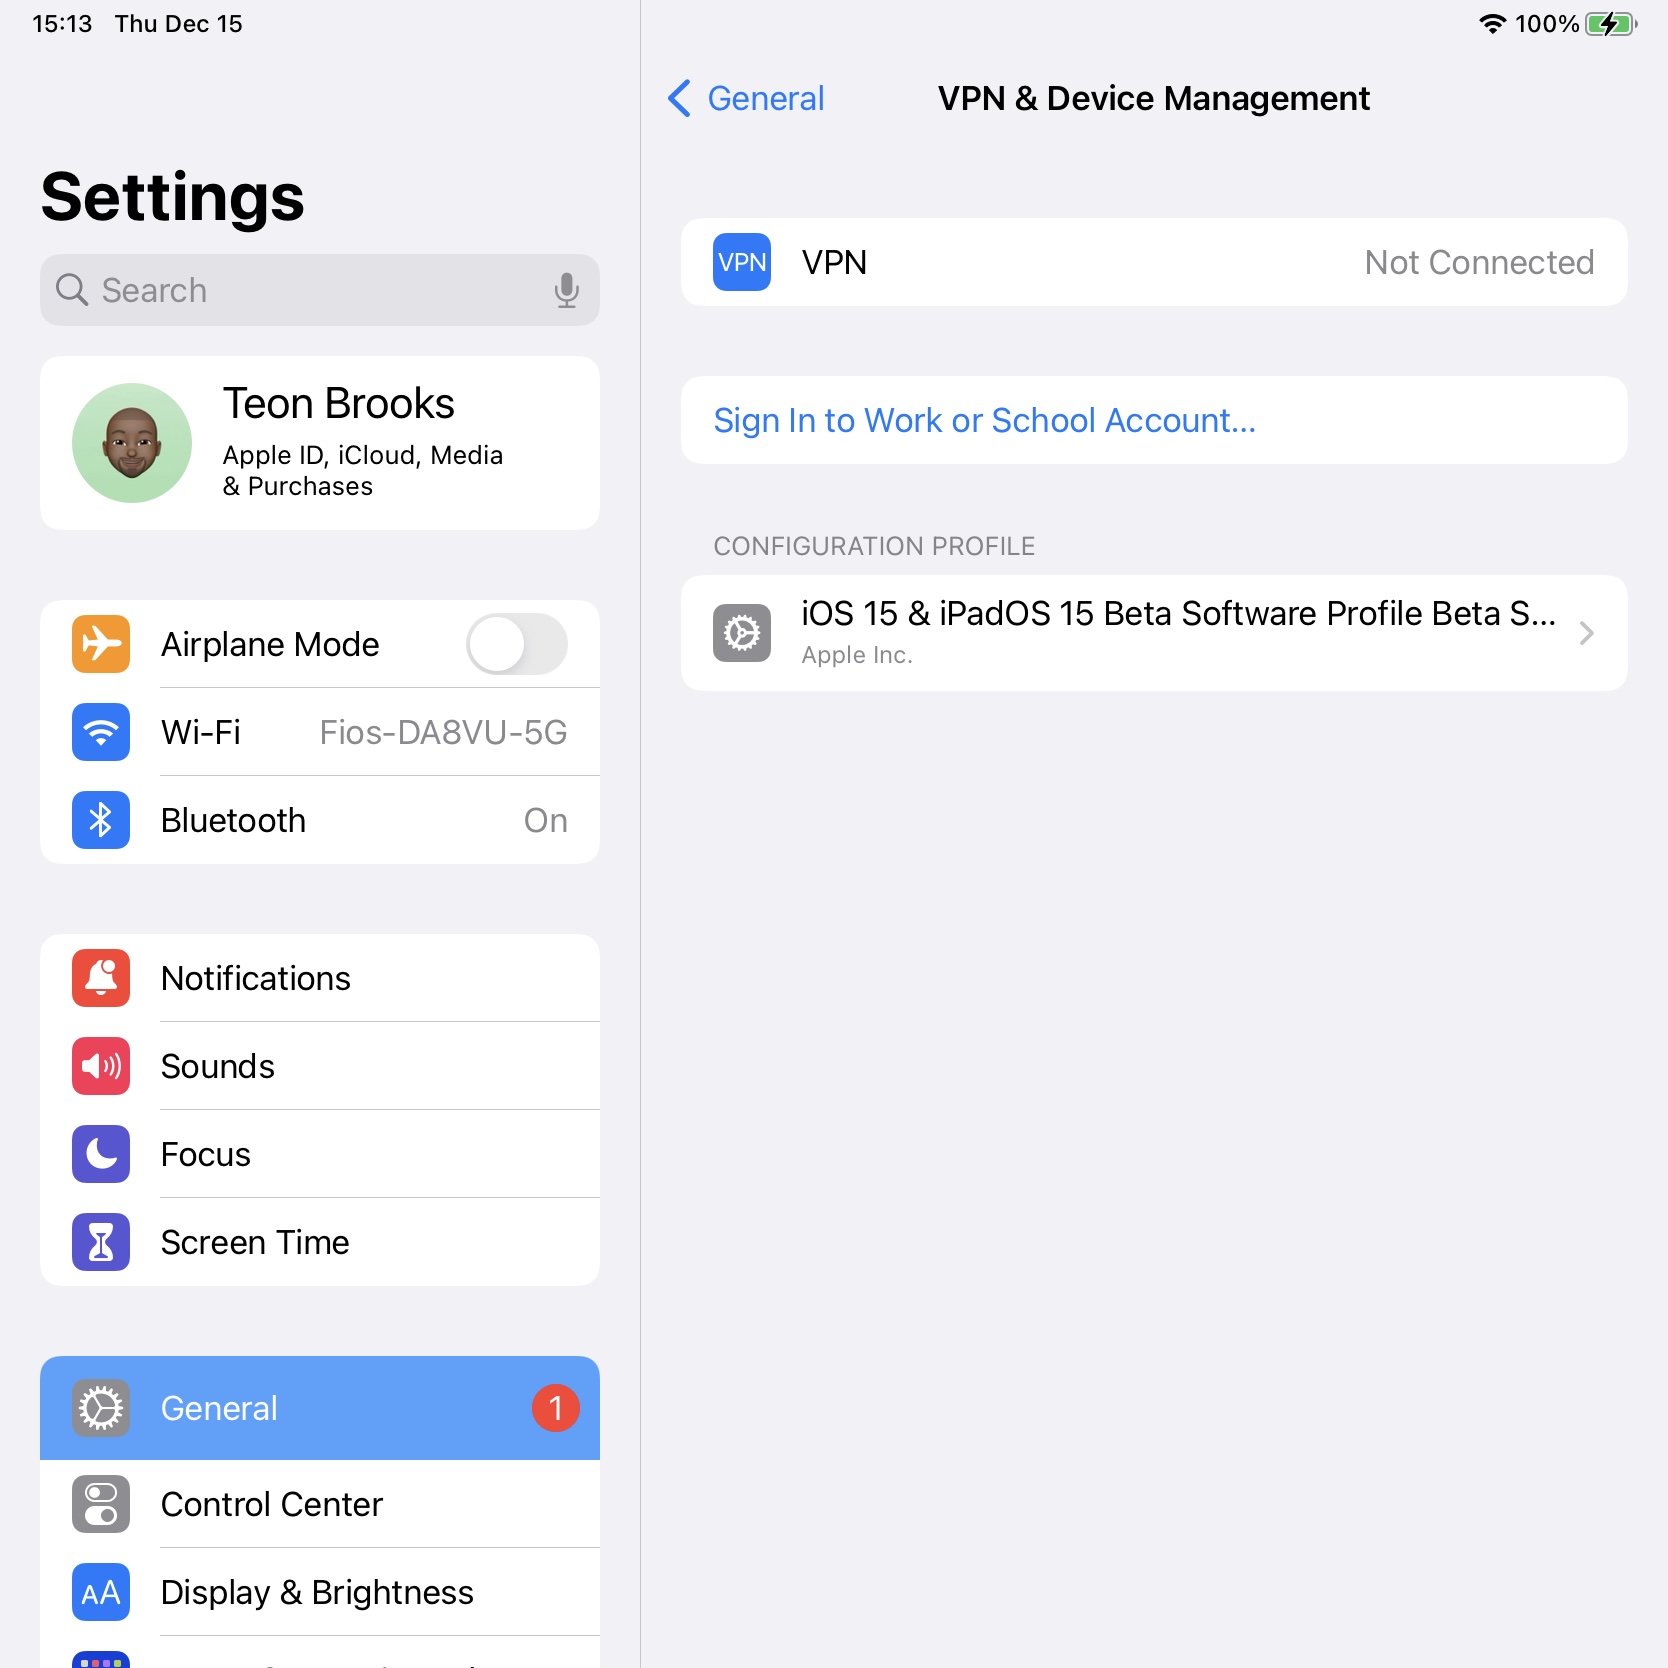 15:13 Thu Dec 15
100%
Settings
Search
Teon Brooks
Apple ID, iCloud, Media
& Purchases
Airplane Mode
Wi-Fi Fios-DA8VU-5G
Bluetooth On
Notifications
Sounds
Focus
Screen Time
General 1
Control Center
AA Display & Brightness
General
VPN & Device Management
VPN VPN Not Connected
Sign In to Work or School Account...
CONFIGURATION PROFILE
iOS 15 & iPadOS 15 Beta Software Profile Beta S...
Apple Inc.